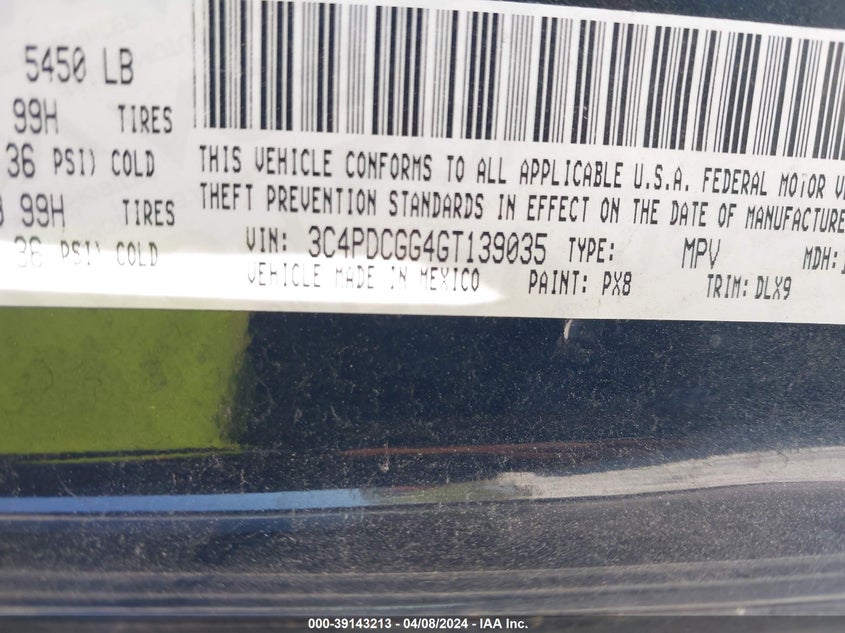 5450 LB
99H TIRES
36 PSI) COLD
99H TIRES
36 PSI) COLD
THIS VEHICLE CONFORMS TO ALL APPLICABLE U.S.A. FEDERAL MOTOR
THEFT PREVENTION STANDARDS IN EFFECT ON THE DATE OF MANUFACTURE
VIN: 3C4PDCGG4GT139035 TYPE: MPV MDH:
VEHICLE MADE IN MEXICO PAINT: PX8 TRIM: DLX9
000-39143213 - 04/08/2024 - IAA, Inc.